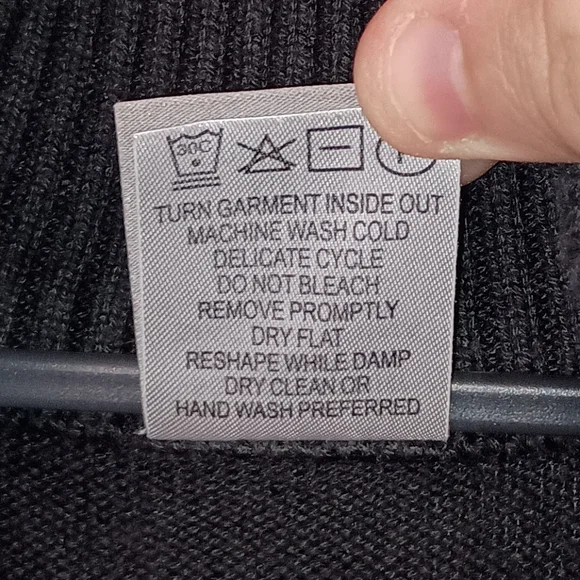 30C
TURN GARMENT INSIDE OUT
MACHINE WASH COLD
DELICATE CYCLE
DO NOT BLEACH
REMOVE PROMPTLY
DRY FLAT
RESHAPE WHILE DAMP
DRY CLEAN OR
HAND WASH PREFERRED